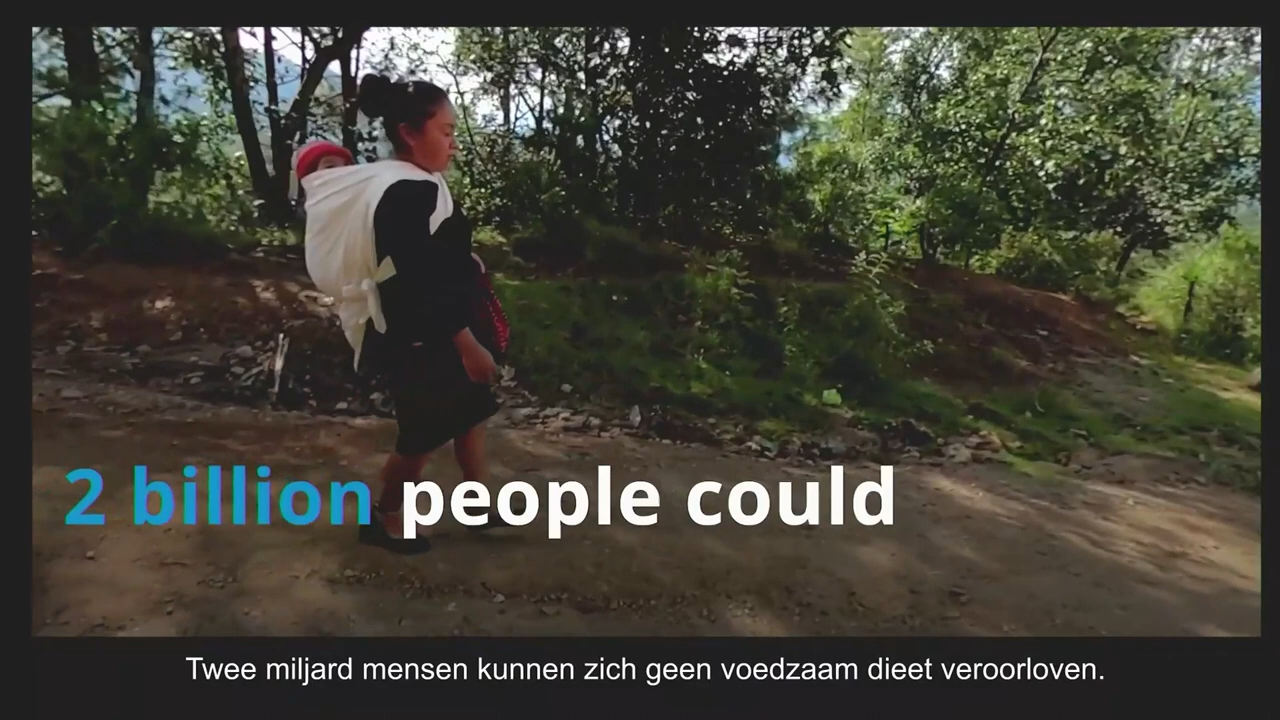 2 billion people could
Twee miljard mensen kunnen zich geen voedzaam dieet veroorloven.